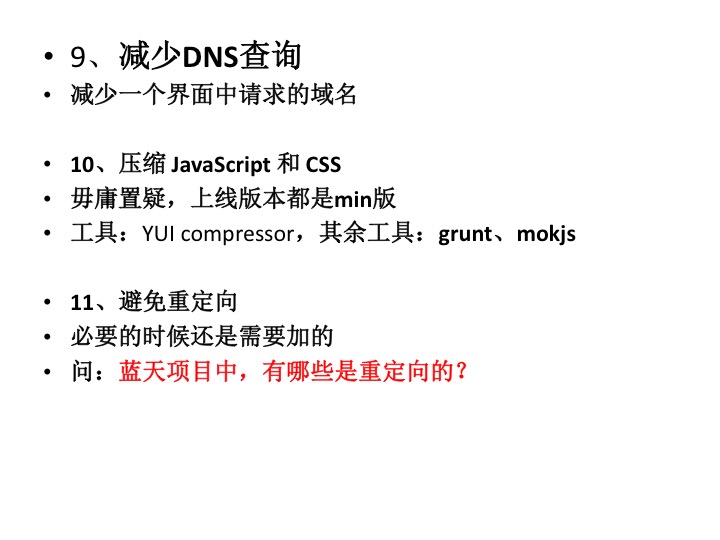 • 9、减少DNS查询
• 减少一个界面中请求的域名
• 10、压缩 JavaScript 和 CSS
• 毋庸置疑，上线版本都是min版
• 工具：YUI compressor，其余工具：grunt、mokjs
• 11、避免重定向
• 必要的时候还是需要加的
• 问：蓝天项目中，有哪些是重定向的？